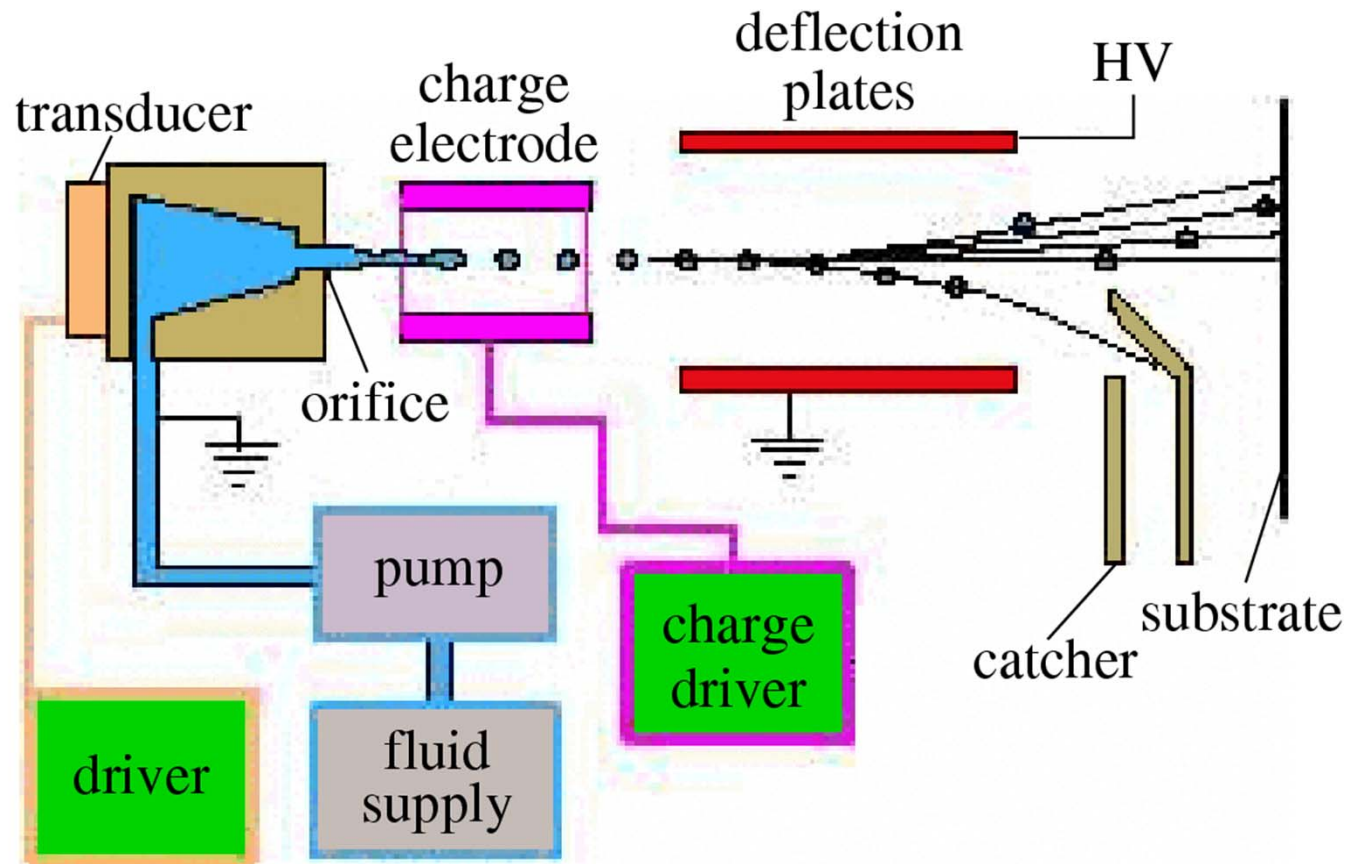 deflection
plates
HV
charge
electrode
transducer
orifice
pump
charge
driver
substrate
catcher
fluid
supply
driver